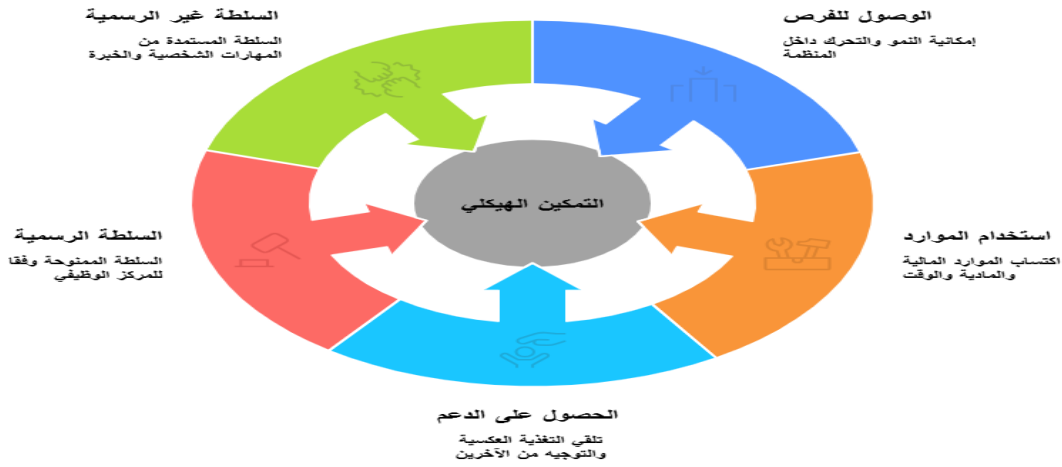 الوصول للفرص
إمكانية النمو والتحرك داخل
المنظمة
استخدام الموارد
اكتساب الموارد المالية
والمادية والوقت
الحصول على الدعم
تلقي التغذية العكسية
والتوجيه من الآخرين
السلطة الرسمية
السلطة الممنوحة وفقا
للمركز الوظيفي
السلطة غير الرسمية
السلطة المستمدة من
المهارات الشخصية والخبرة
التمكين الهيكلي